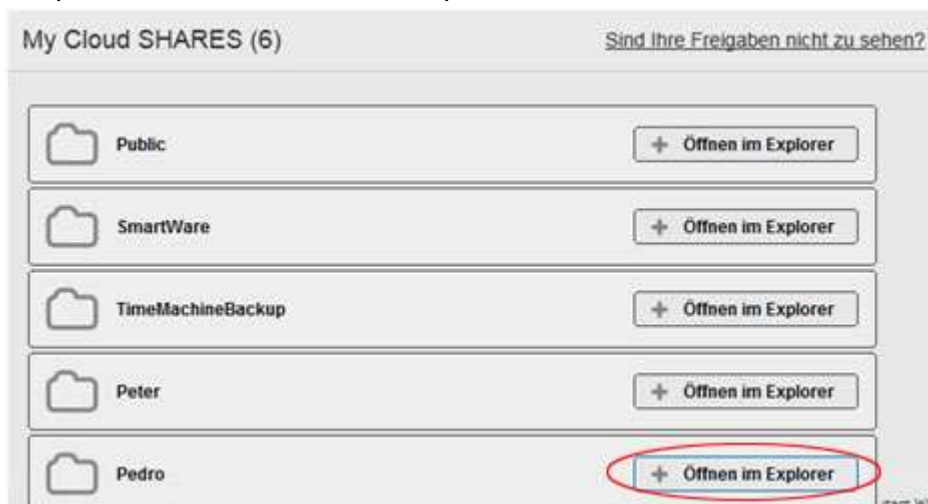 My Cloud SHARES (6) Sind Ihre Freigaben nicht zu sehen?
Public + Öffnen im Explorer
SmartWare + Öffnen im Explorer
TimeMachineBackup + Öffnen im Explorer
Peter + Öffnen im Explorer
Pedro + Öffnen im Explorer